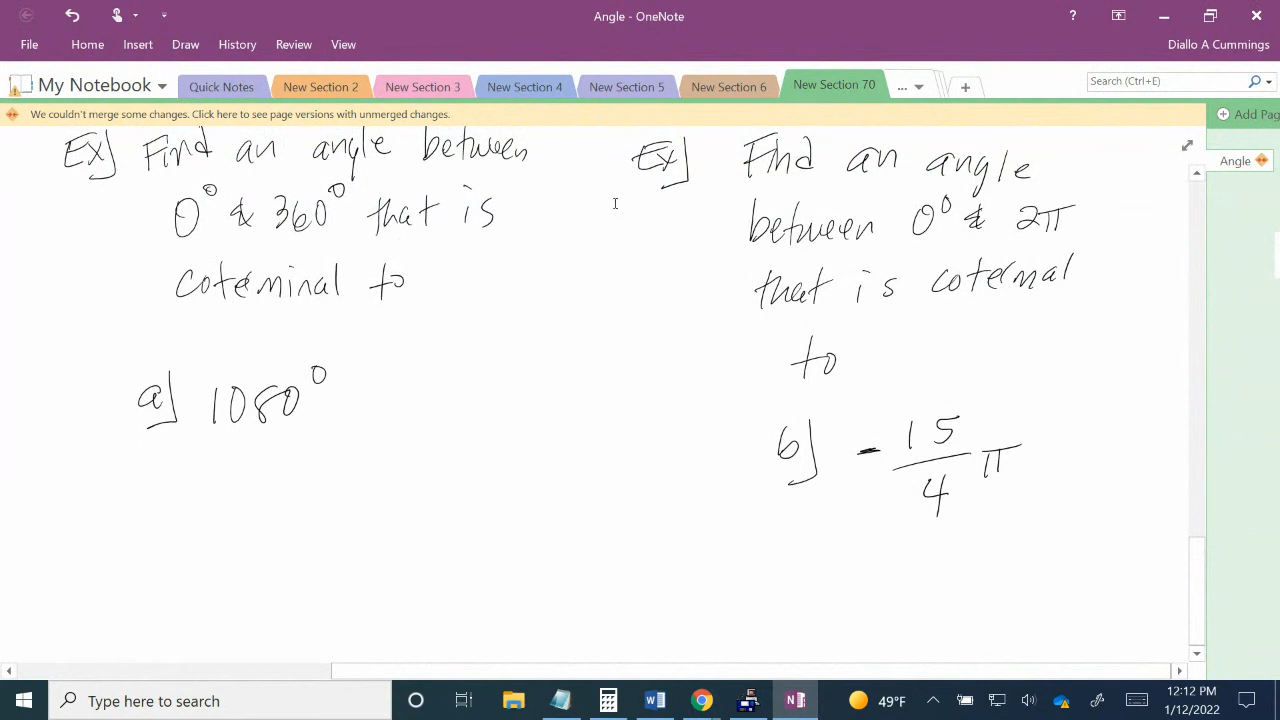 Angle - OneNote
?
File Home Insert Draw History Review View
Diallo A Cummings
My Notebook Quick Notes New Section 2 New Section 3 New Section 4 New Section 5 New Section 6 New Section 70 ... +
Search (Ctrl+E)
We couldn't merge some changes. Click here to see page versions with unmerged changes.
Add Pag
Angle
Ex] Find an angle between
0° & 360° that is
coterminal to
a] 1080°
Ex] Find an angle
between 0° & 2π
that is coternal
to
b] - 15/4 π
Type here to search
49°F
12:12 PM
1/12/2022